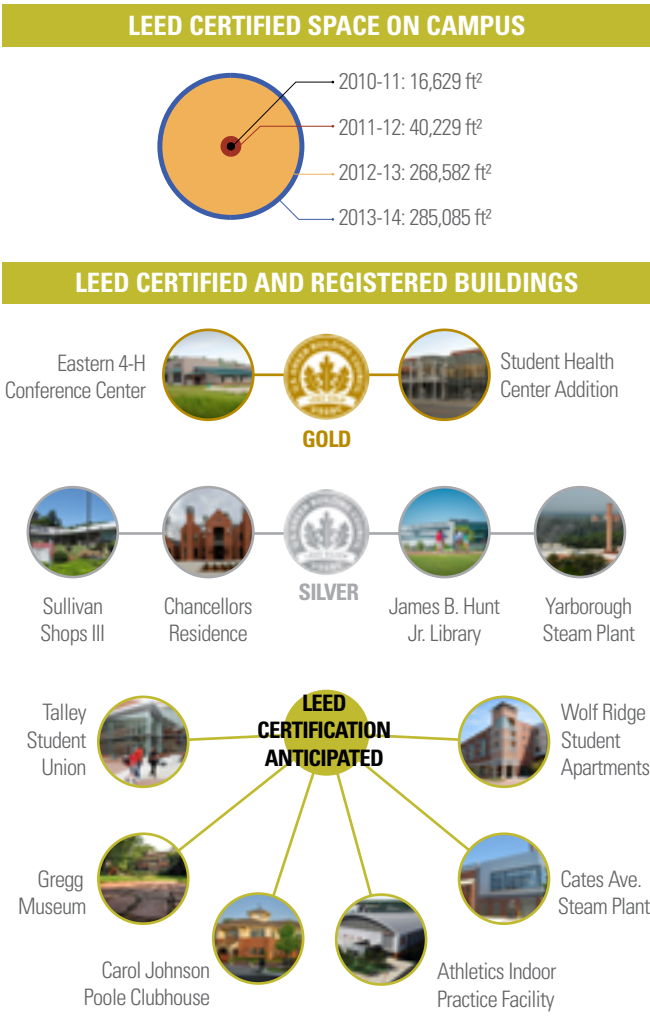 LEED CERTIFIED SPACE ON CAMPUS
2010-11: 16,629 ft²
2011-12: 40,229 ft²
2012-13: 268,582 ft²
2013-14: 285,085 ft²
LEED CERTIFIED AND REGISTERED BUILDINGS
Eastern 4-H
Conference Center
Student Health
Center Addition
GOLD
SILVER
Sullivan
Shops III
Chancellors
Residence
James B. Hunt
Jr. Library
Yarborough
Steam Plant
LEED
CERTIFICATION
ANTICIPATED
Talley
Student
Union
Wolf Ridge
Student
Apartments
Gregg
Museum
Cates Ave.
Steam Plant
Carol Johnson
Poole Clubhouse
Athletics Indoor
Practice Facility